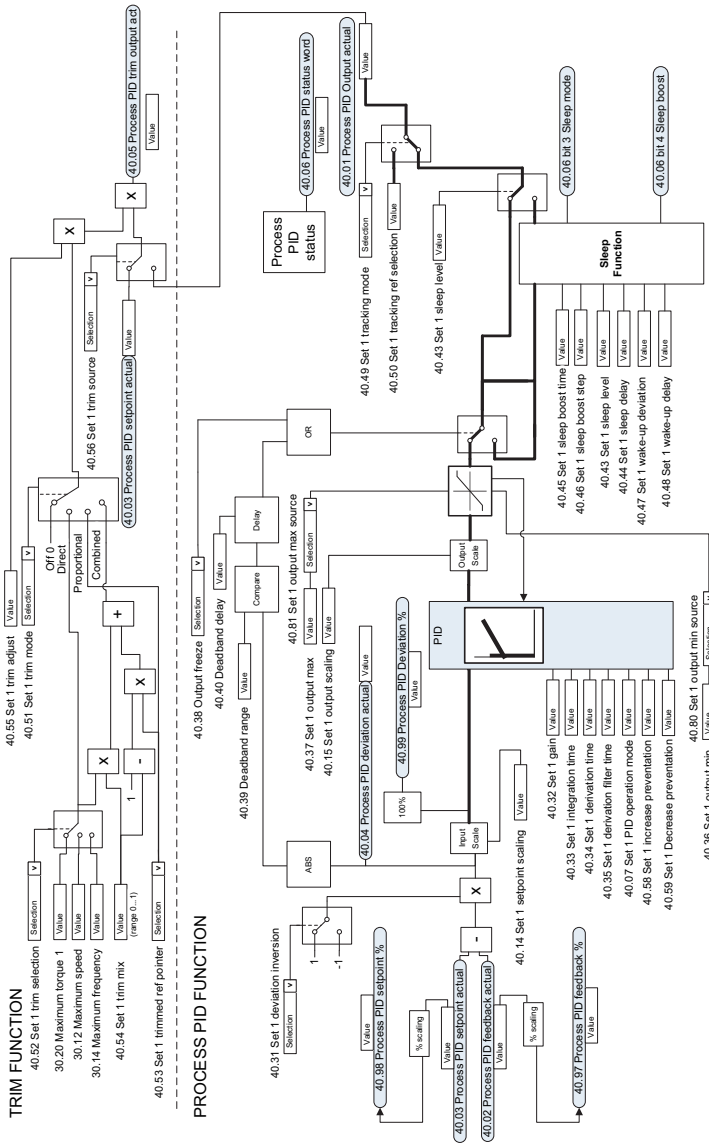 TRIM FUNCTION
40.52 Set 1 trim selection Selection v
30.20 Maximum torque 1 Value
30.12 Maximum speed Value
30.14 Maximum frequency Value
40.54 Set 1 trim mix Value
(range 0...1)
40.53 Set 1 trimmed ref pointer Selection v
X
1
-
X
+
40.55 Set 1 trim adjust Value
40.51 Set 1 trim mode Selection v
Off 0
Direct
Proportional
Combined
40.56 Set 1 trim source Selection v
40.03 Process PID setpoint actual Value
X
X
40.05 Process PID trim output act
Value
PROCESS PID FUNCTION
40.31 Set 1 deviation inversion
Selection v
1
-1
Value
40.98 Process PID setpoint %
% scaling
Value
40.03 Process PID setpoint actual
40.02 Process PID feedback actual
Value
% scaling
40.97 Process PID feedback %
Value
-
X
40.14 Set 1 setpoint scaling
Value
ABS
Input
Scale
100%
40.04 Process PID deviation actual Value
40.99 Process PID Deviation %
Value
40.38 Output freeze Selection v
40.40 Deadband delay Value
40.39 Deadband range Value
Compare
Delay
OR
40.81 Set 1 output max source
40.37 Set 1 output max Value Selection v
40.15 Set 1 output scaling Value
PID
Output
Scale
40.32 Set 1 gain Value
40.33 Set 1 integration time Value
40.34 Set 1 derivation time Value
40.35 Set 1 derivation filter time Value
40.07 Set 1 PID operation mode Value
40.58 Set 1 increase preventation Value
40.59 Set 1 Decrease preventation Value
40.80 Set 1 output min source
40.36 Set 1 output min Value
Process
PID
status
40.06 Process PID status word
Value
40.01 Process PID Output actual
Value
40.49 Set 1 tracking mode Selection v
40.50 Set 1 tracking ref selection Value
40.43 Set 1 sleep level Value
40.45 Set 1 sleep boost time Value
40.46 Set 1 sleep boost step Value
40.43 Set 1 sleep level Value
40.44 Set 1 sleep delay Value
40.47 Set 1 wake-up deviation Value
40.48 Set 1 wake-up delay Value
Sleep
Function
40.06 bit 3 Sleep mode
40.06 bit 4 Sleep boost